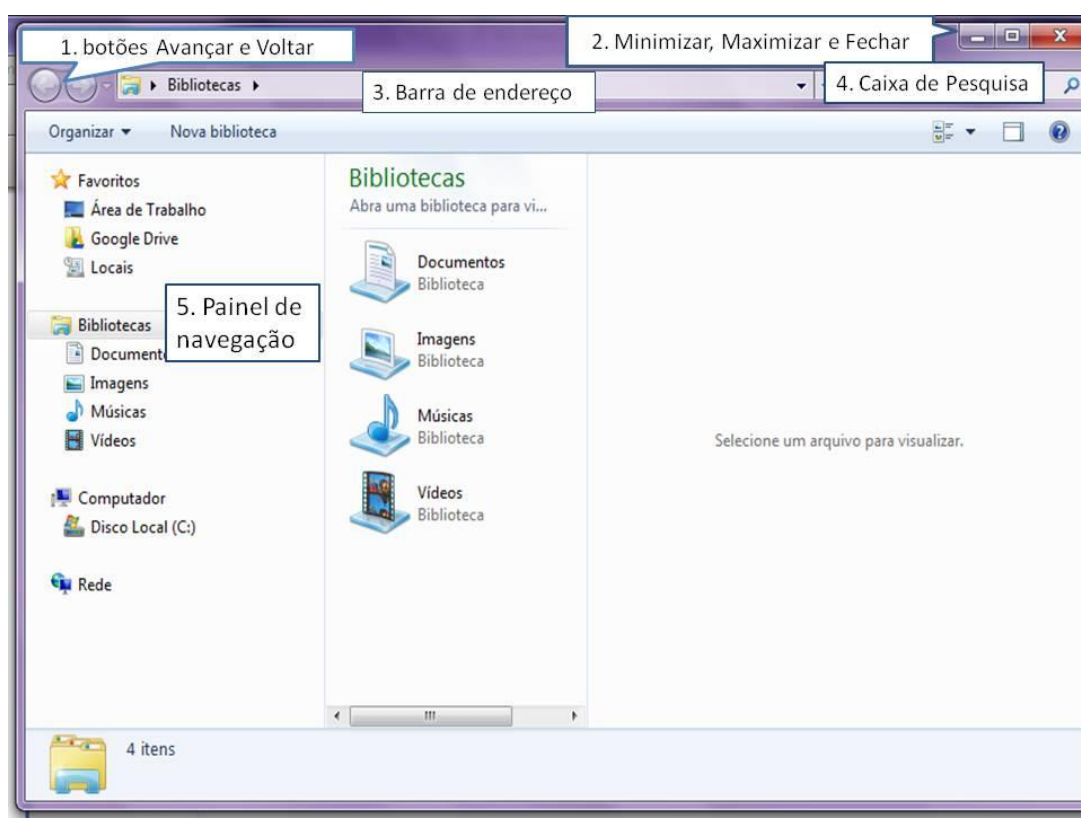 1. botões Avançar e Voltar
2. Minimizar, Maximizar e Fechar
Bibliotecas
3. Barra de endereço
4. Caixa de Pesquisa
Organizar
Nova biblioteca
Favoritos
Área de Trabalho
Google Drive
Locais
5. Painel de
navegação
Bibliotecas
Document
Imagens
Músicas
Vídeos
Computador
Disco Local (C:)
Rede
Bibliotecas
Abra uma biblioteca para vi...
Documentos
Biblioteca
Imagens
Biblioteca
Músicas
Biblioteca
Vídeos
Biblioteca
Selecione um arquivo para visualizar.
4 itens